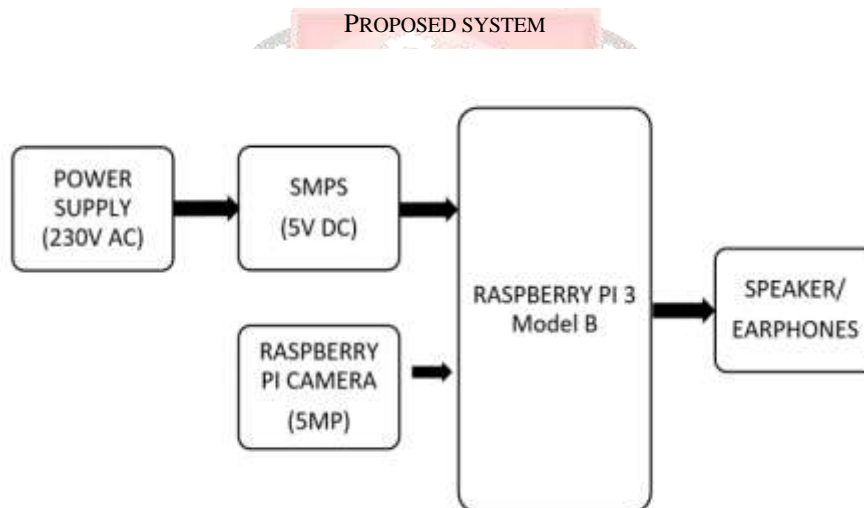 PROPOSED SYSTEM
POWER
SUPPLY
(230V AC)
SMPS
(5V DC)
RASPBERRY
PI CAMERA
(5MP)
RASPBERRY PI 3
Model B
SPEAKER/
EARPHONES